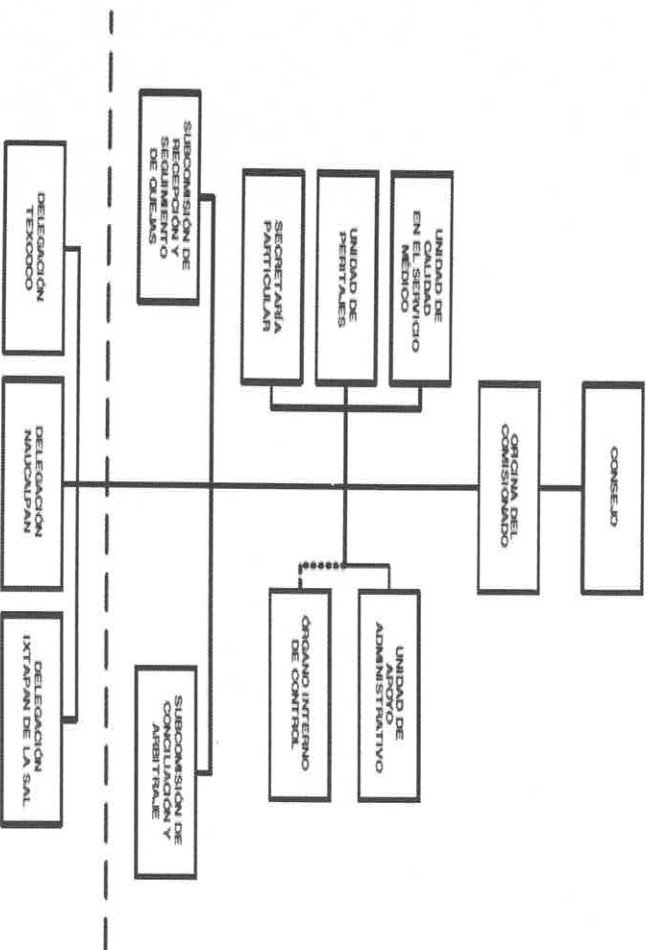 CONSEJO
OFICINA DEL
COMISIONADO
UNIDAD DE
CALIDAD
EN EL SERVICIO
MÉDICO
UNIDAD DE
PERITAJES
SECRETARÍA
PARTICULAR
UNIDAD DE
APOYO
ADMINISTRATIVO
ÓRGANO INTERNO
DE CONTROL
SUBCOMISIÓN DE
RECEPCIÓN Y
SEGUIMIENTO
DE QUEJAS
SUBCOMISIÓN DE
CONCILIACIÓN Y
ARBITRAJE
DELEGACIÓN
TEXCOCO
DELEGACIÓN
NAUCALPAN
DELEGACIÓN
IXTAPAN DE LA SAL